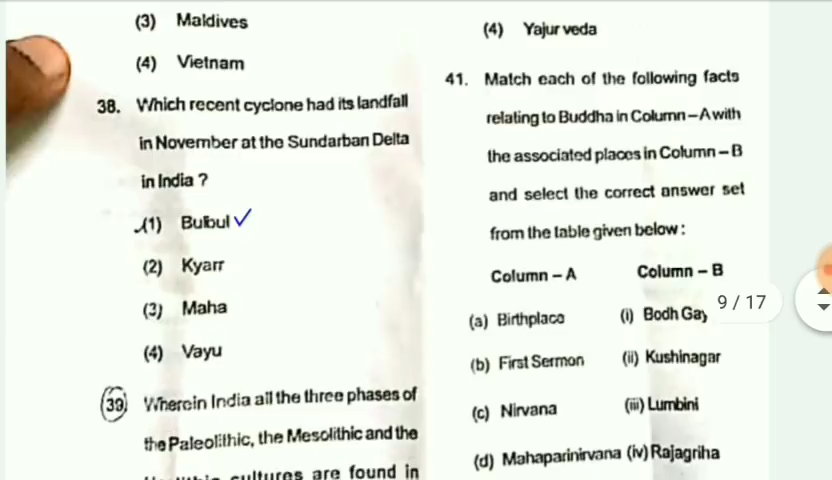 (3) Maldives
(4) Vietnam
38. Which recent cyclone had its landfall
in November at the Sundarban Delta
in India ?
(1) Bulbul ✓
(2) Kyarr
(3) Maha
(4) Vayu
39. Wherein India all the three phases of
the Paleolithic, the Mesolithic and the
cultures are found in
(4) Yajur veda
41. Match each of the following facts
relating to Buddha in Column – A with
the associated places in Column – B
and select the correct answer set
from the table given below :
Column – A Column – B
(a) Birthplace (i) Bodh Gay
(b) First Sermon (ii) Kushinagar
(c) Nirvana (iii) Lumbini
(d) Mahaparinirvana (iv) Rajagriha
9 / 17